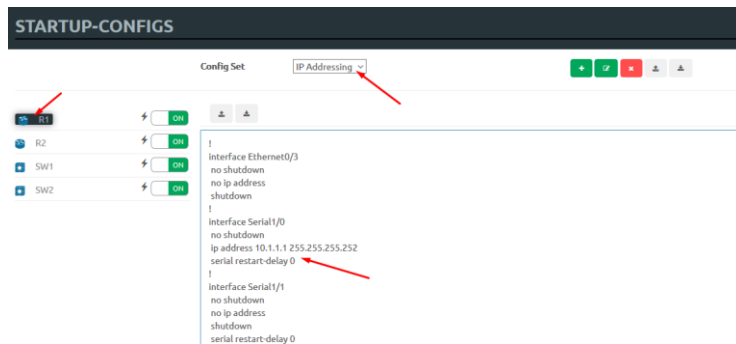 STARTUP-CONFIGS
Config Set
IP Addressing
R1
ON
R2
ON
SW1
ON
SW2
ON
!
interface Ethernet0/3
no shutdown
no ip address
shutdown
!
interface Serial1/0
no shutdown
ip address 10.1.1.1 255.255.255.252
serial restart-delay 0
!
interface Serial1/1
no shutdown
no ip address
shutdown
serial restart-delay 0